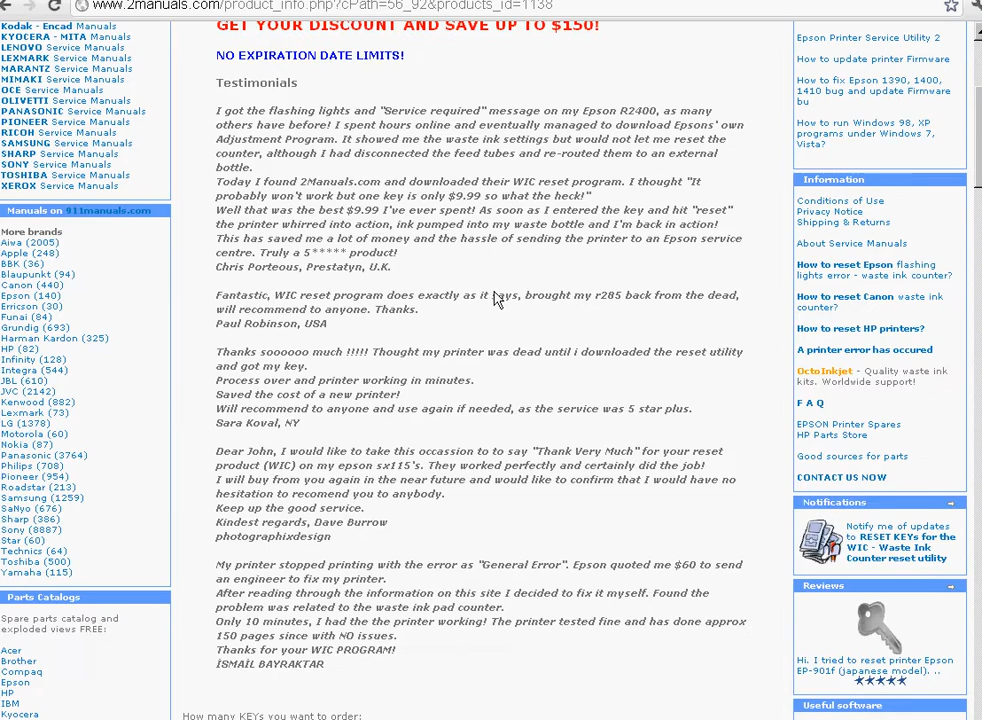 www.2manuals.com/product_info.php?cPath=56_92&products_id=1138
Kodak - Encad Manuals
KYOCERA - MITA Manuals
LENOVO Service Manuals
LEXMARK Service Manuals
MARANTZ Service Manuals
MIMAKI Service Manuals
OCE Service Manuals
OLIVETTI Service Manuals
PANASONIC Service Manuals
PIONEER Service Manuals
RICOH Service Manuals
SAMSUNG Service Manuals
SHARP Service Manuals
SONY Service Manuals
TOSHIBA Service Manuals
XEROX Service Manuals
Manuals on 911manuals.com
More brands
Aiwa (2005)
Apple (248)
BBK (36)
Blaupunkt (94)
Canon (440)
Epson (140)
Ericson (30)
Funai (84)
Grundig (693)
Harman Kardon (325)
HP (82)
Infinity (128)
Integra (544)
JBL (610)
JVC (2142)
Kenwood (882)
Lexmark (73)
LG (1378)
Motorola (60)
Nokia (87)
Panasonic (3764)
Philips (708)
Pioneer (954)
Roadstar (213)
Samsung (1259)
SaNyo (676)
Sharp (386)
Sony (8887)
Star (60)
Technics (64)
Toshiba (500)
Yamaha (115)
Parts Catalogs
Spare parts catalog and
exploded views FREE:
Acer
Brother
Compaq
Epson
HP
IBM
Kyocera
GET YOUR DISCOUNT AND SAVE UP TO $150!
NO EXPIRATION DATE LIMITS!
Testimonials
I got the flashing lights and "Service required" message on my Epson R2400, as many
others have before! I spent hours online and eventually managed to download Epsons' own
Adjustment Program. It showed me the waste ink settings but would not let me reset the
counter, although I had disconnected the feed tubes and re-routed them to an external
bottle.
Today I found 2Manuals.com and downloaded their WIC reset program. I thought "It
probably won't work but one key is only $9.99 so what the heck!"
Well that was the best $9.99 I've ever spent! As soon as I entered the key and hit "reset"
the printer whirred into action, ink pumped into my waste bottle and I'm back in action!
This has saved me a lot of money and the hassle of sending the printer to an Epson service
centre. Truly a 5***** product!
Chris Porteous, Prestatyn, U.K.
Fantastic, WIC reset program does exactly as it says, brought my r285 back from the dead,
will recommend to anyone. Thanks.
Paul Robinson, USA
Thanks soooooo much !!!!! Thought my printer was dead until i downloaded the reset utility
and got my key.
Process over and printer working in minutes.
Saved the cost of a new printer!
Will recommend to anyone and use again if needed, as the service was 5 star plus.
Sara Koval, NY
Dear John, I would like to take this occassion to to say "Thank Very Much" for your reset
product (WIC) on my epson sx115's. They worked perfectly and certainly did the job!
I will buy from you again in the near future and would like to confirm that I would have no
hesitation to recomend you to anybody.
Keep up the good service.
Kindest regards, Dave Burrow
photographixdesign
My printer stopped printing with the error as "General Error". Epson quoted me $60 to send
an engineer to fix my printer.
After reading through the information on this site I decided to fix it myself. Found the
problem was related to the waste ink pad counter.
Only 10 minutes, I had the the printer working! The printer tested fine and has done approx
150 pages since with NO issues.
Thanks for your WIC PROGRAM!
İSMAİL BAYRAKTAR
How many KEYs you want to order:
Epson Printer Service Utility 2
How to update printer Firmware
How to fix Epson 1390, 1400,
1410 bug and update Firmware
bu
How to run Windows 98, XP
programs under Windows 7,
Vista?
Information
Conditions of Use
Privacy Notice
Shipping & Returns
About Service Manuals
How to reset Epson flashing
lights error - waste ink counter?
How to reset Canon waste ink
counter?
How to reset HP printers?
A printer error has occured
OctoInkjet - Quality waste ink
kits. Worldwide support!
F A Q
EPSON Printer Spares
HP Parts Store
Good sources for parts
CONTACT US NOW
Notifications
Notify me of updates
to RESET KEYs for the
WIC - Waste Ink
Counter reset utility
Reviews
Hi. I tried to reset printer Epson
EP-901f (japanese model). ..
Useful software